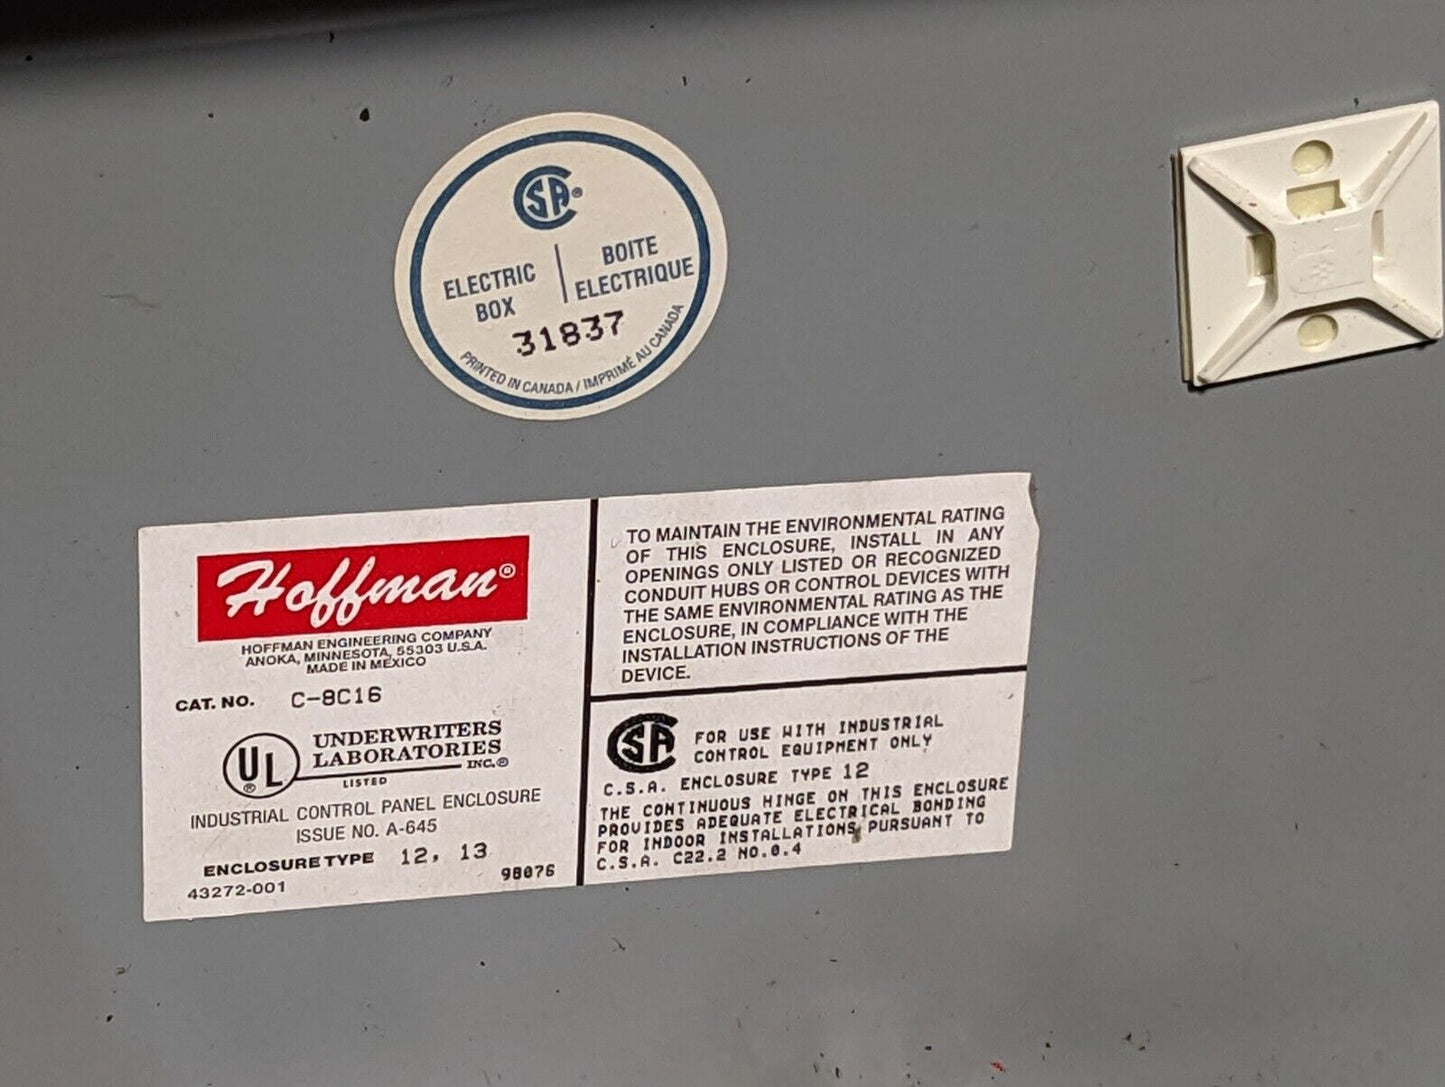 CSA®
ELECTRIC
BOX
BOITE
ELECTRIQUE
31837
PRINTED IN CANADA / IMPRIMÉ AU CANADA
Hoffman®
HOFFMAN ENGINEERING COMPANY
ANOKA, MINNESOTA, 55303 U.S.A.
MADE IN MEXICO
CAT. NO. C-8C16
UL®
UNDERWRITERS
LABORATORIES
INC.®
LISTED
INDUSTRIAL CONTROL PANEL ENCLOSURE
ISSUE NO. A-645
ENCLOSURE TYPE 12, 13
43272-001
98076
TO MAINTAIN THE ENVIRONMENTAL RATING
OF THIS ENCLOSURE, INSTALL IN ANY
OPENINGS ONLY LISTED OR RECOGNIZED
CONDUIT HUBS OR CONTROL DEVICES WITH
THE SAME ENVIRONMENTAL RATING AS THE
ENCLOSURE, IN COMPLIANCE WITH THE
INSTALLATION INSTRUCTIONS OF THE
DEVICE.
CSA
FOR USE WITH INDUSTRIAL
CONTROL EQUIPMENT ONLY
C.S.A. ENCLOSURE TYPE 12
THE CONTINUOUS HINGE ON THIS ENCLOSURE
PROVIDES ADEQUATE ELECTRICAL BONDING
FOR INDOOR INSTALLATIONS PURSUANT TO
C.S.A. C22.2 NO.0.4